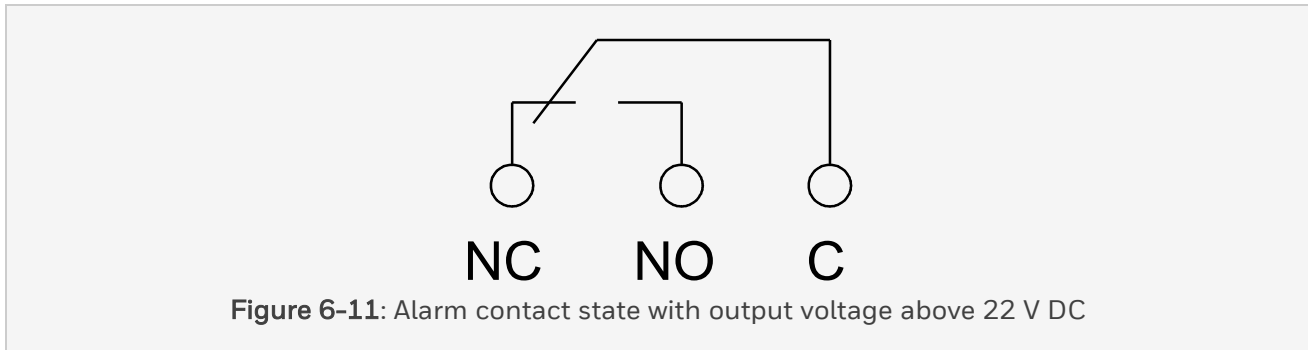 NC NO C
Figure 6-11: Alarm contact state with output voltage above 22 V DC